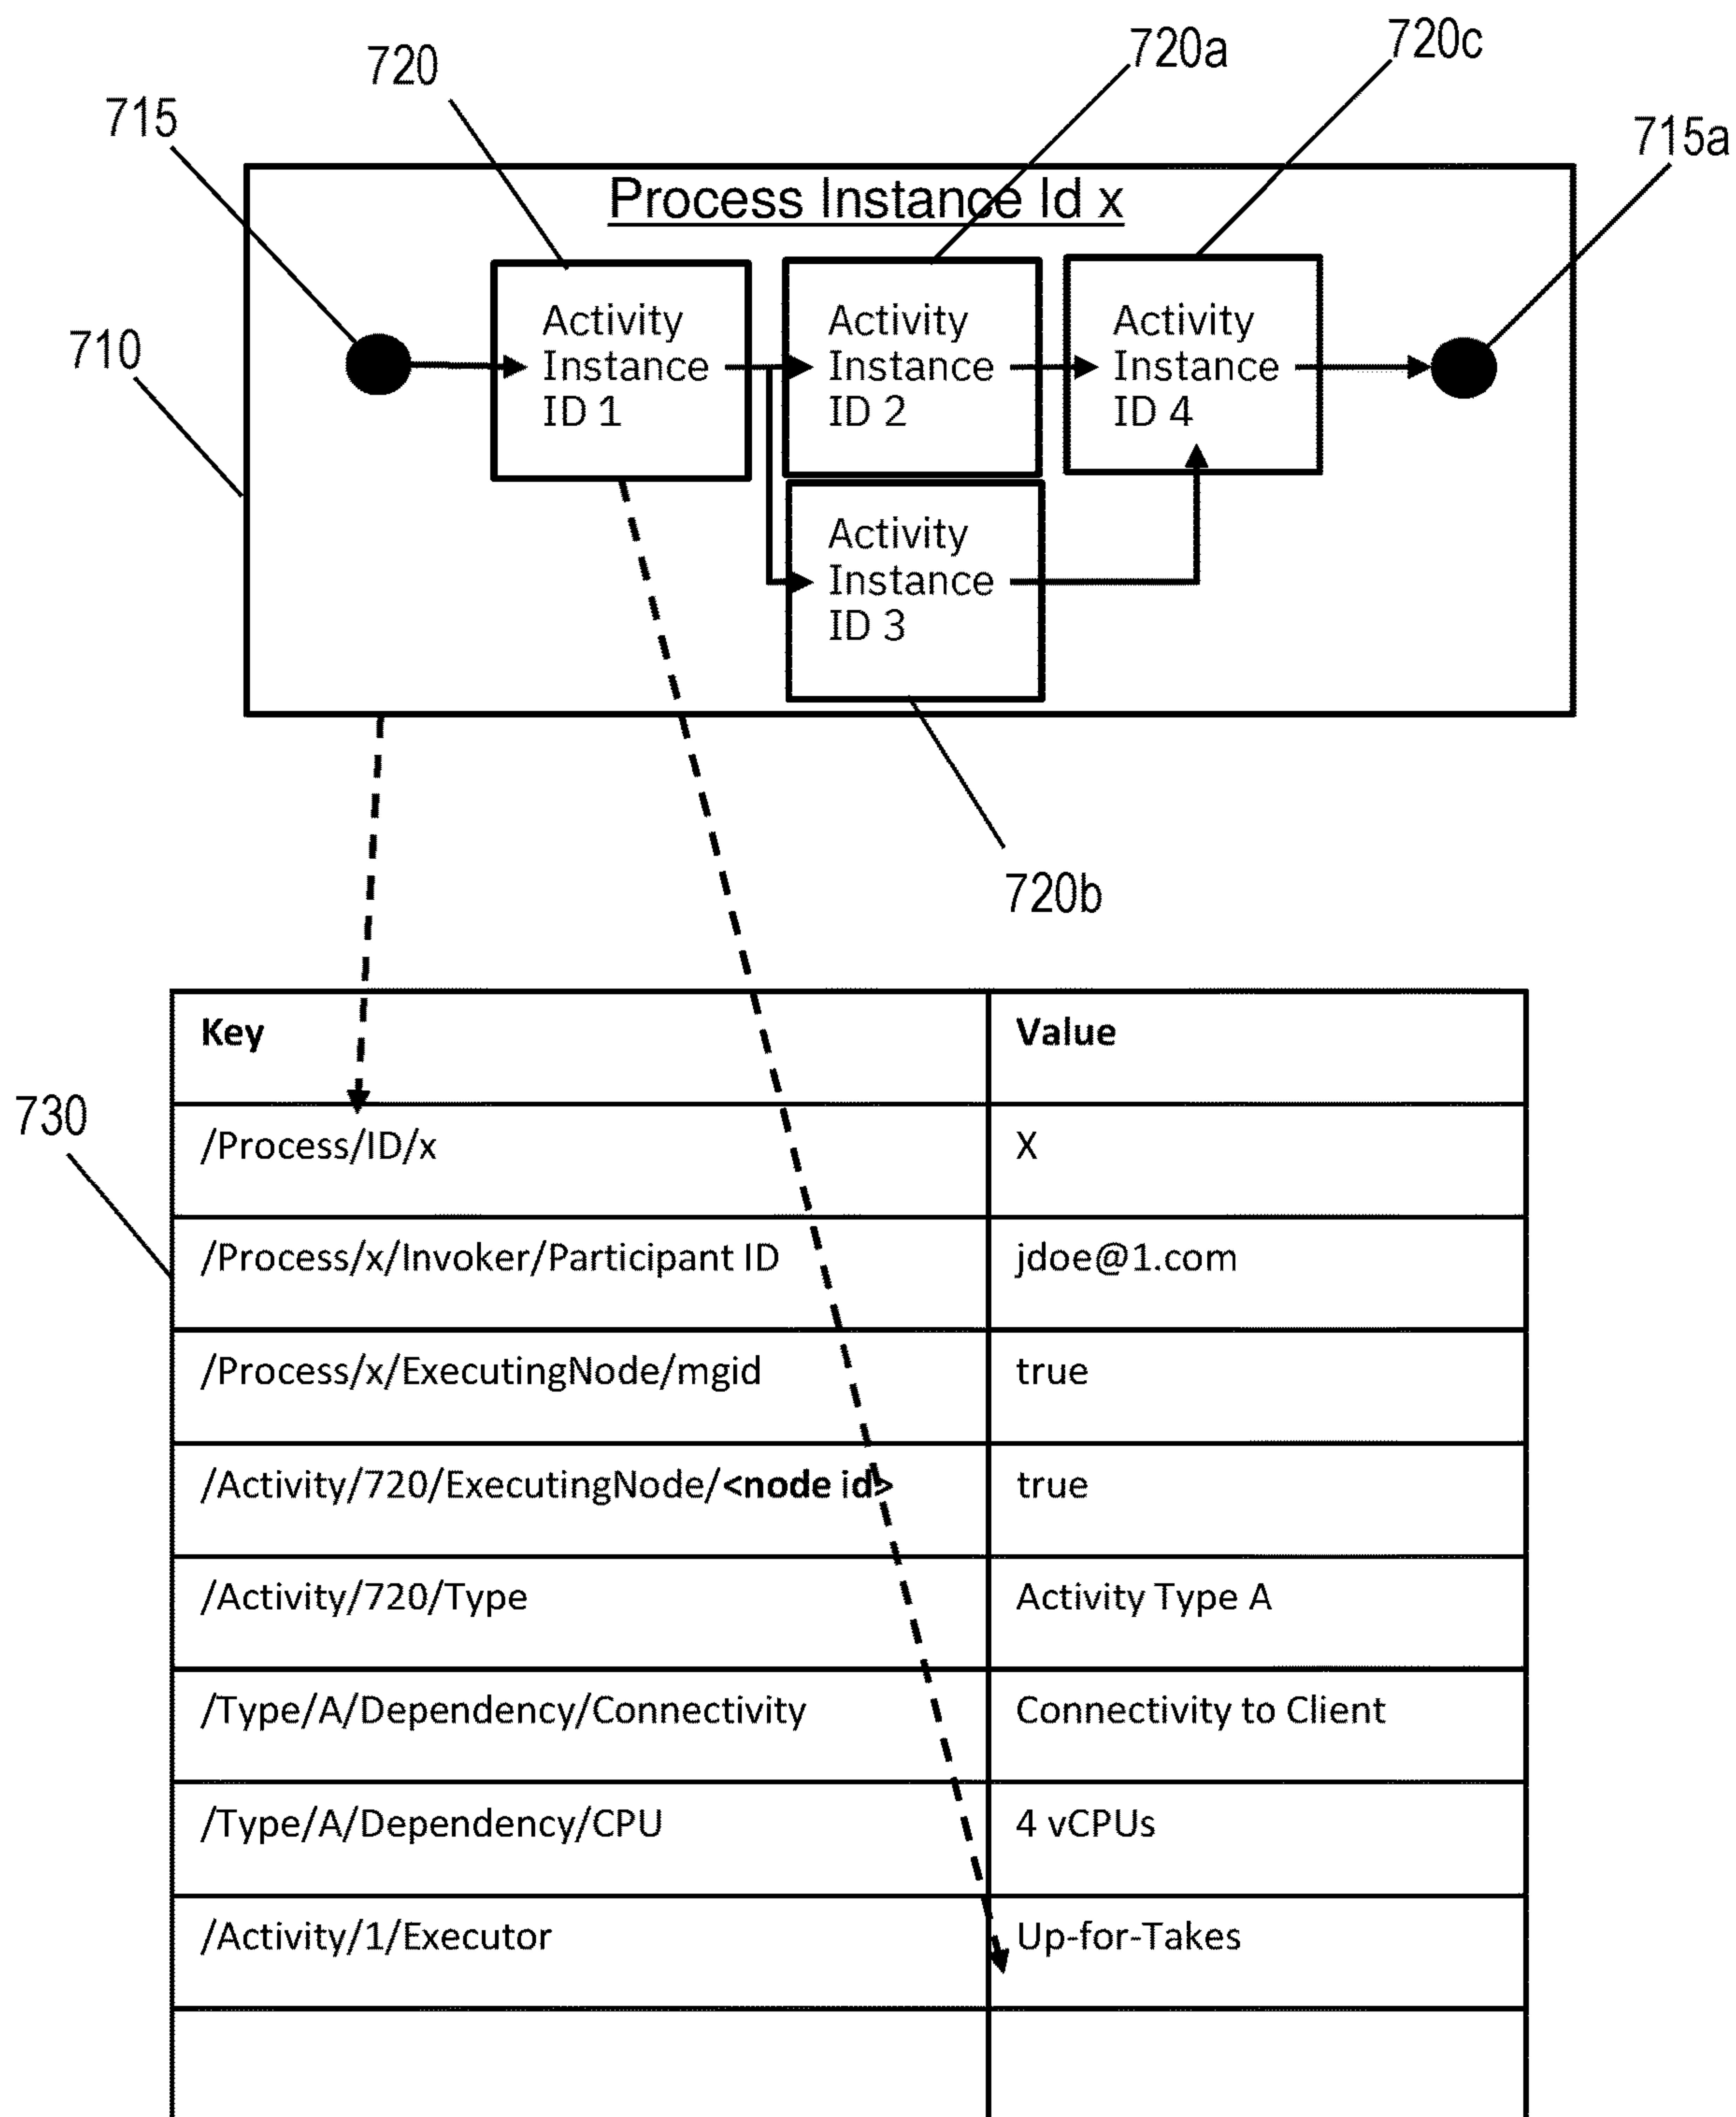 720
720a
720c
715
715a
Process Instance Id x
710
Activity
Instance
ID 1
Activity
Instance
ID 2
Activity
Instance
ID 4
Activity
Instance
ID 3
720b
730
Key Value
/Process/ID/x X
/Process/x/Invoker/Participant ID jdoe@1.com
/Process/x/ExecutingNode/mgid true
/Activity/720/ExecutingNode/<node id> true
/Activity/720/Type Activity Type A
/Type/A/Dependency/Connectivity Connectivity to Client
/Type/A/Dependency/CPU 4 vCPUs
/Activity/1/Executor Up-for-Takes